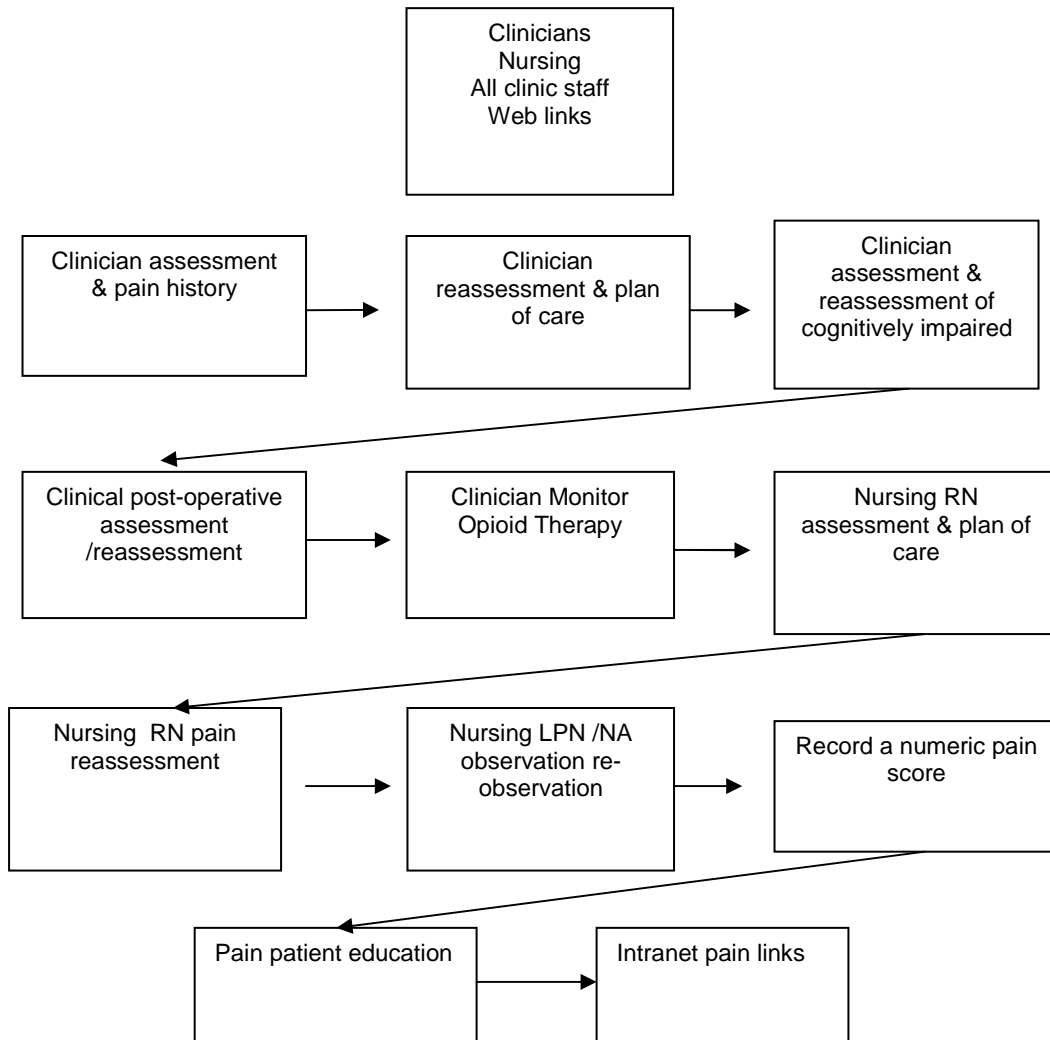 Clinicians
Nursing
All clinic staff
Web links
Clinician assessment
& pain history
Clinician
reassessment & plan
of care
Clinician
assessment &
reassessment of
cognitively impaired
Clinical post-operative
assessment
/reassessment
Clinician Monitor
Opioid Therapy
Nursing RN
assessment & plan of
care
Nursing  RN pain
reassessment
Nursing LPN /NA
observation re-
observation
Record a numeric pain
score
Pain patient education
Intranet pain links